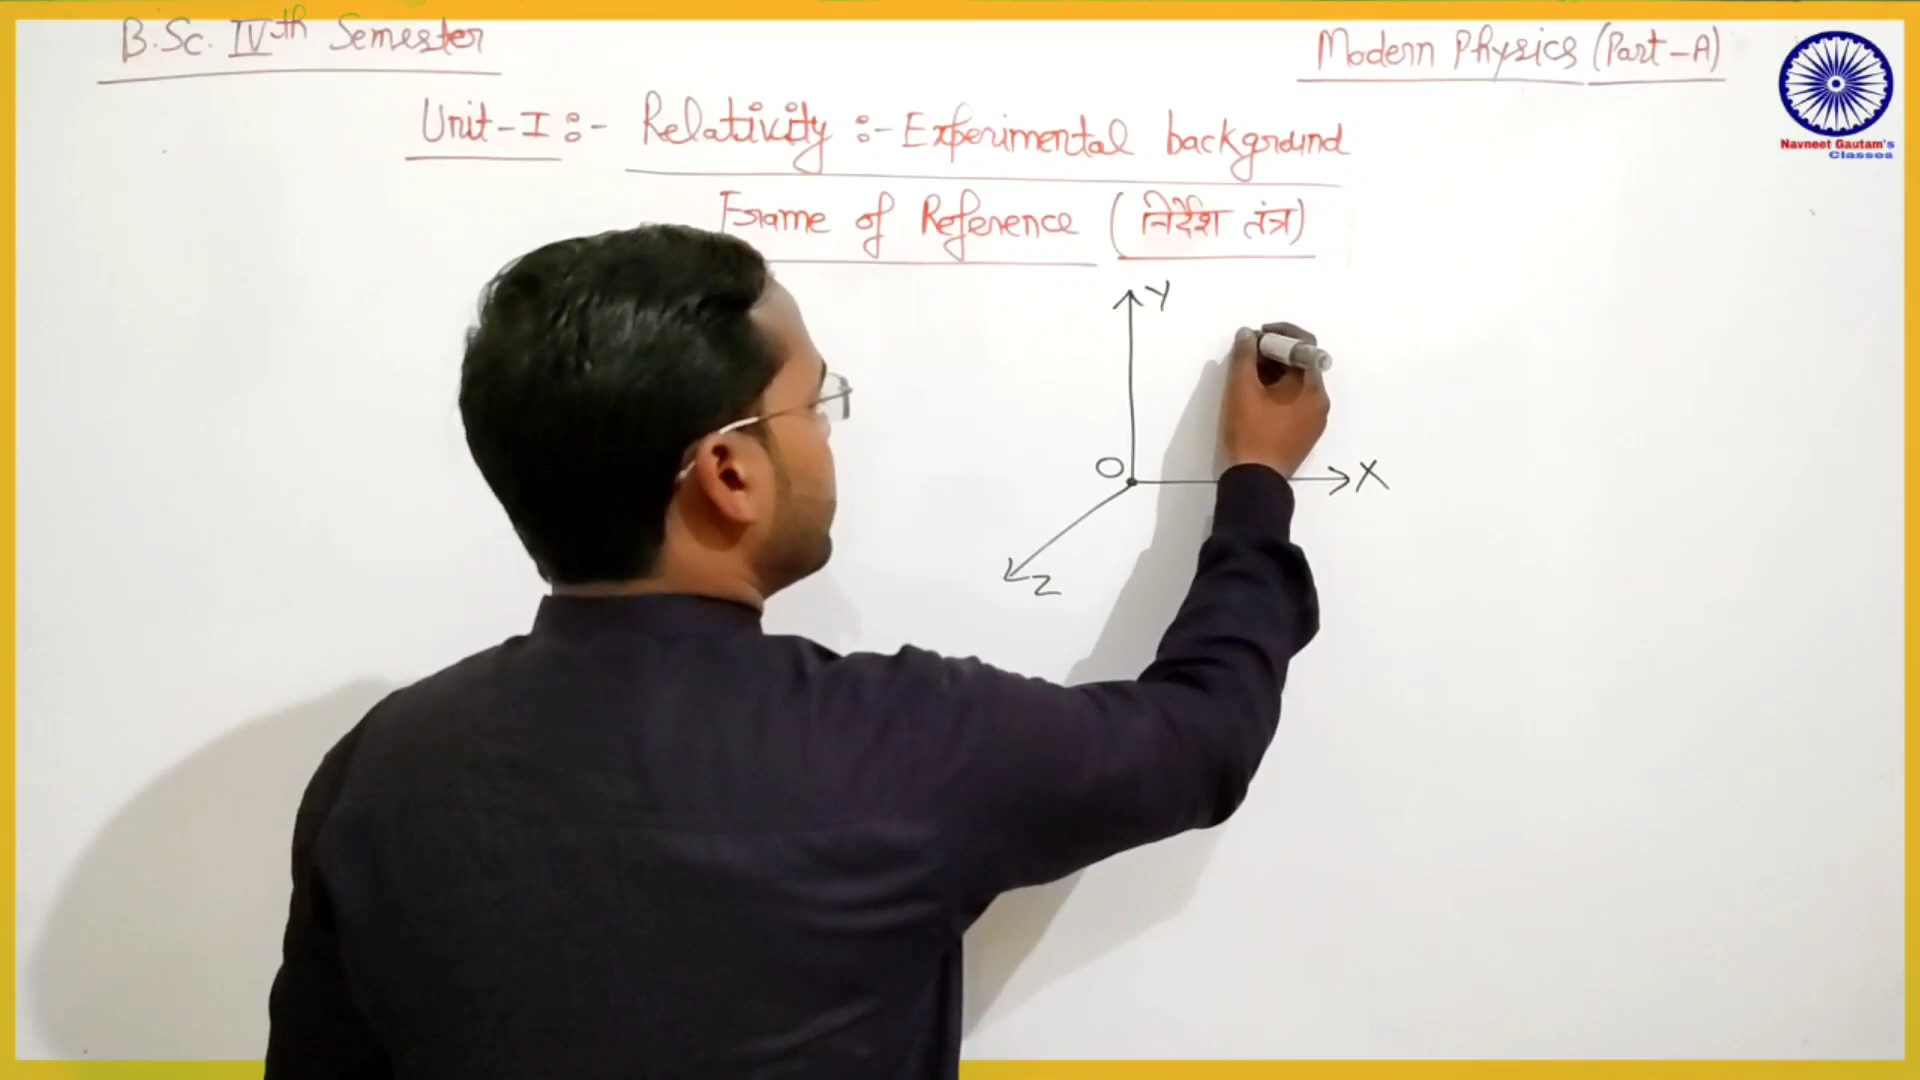 B.Sc. IVth Semester
Modern Physics (Part-A)
Navneet Gautam's
Classes
Unit-I :- Relativity :- Experimental background
Frame of Reference (निर्देश तंत्र)
Y
O
X
Z